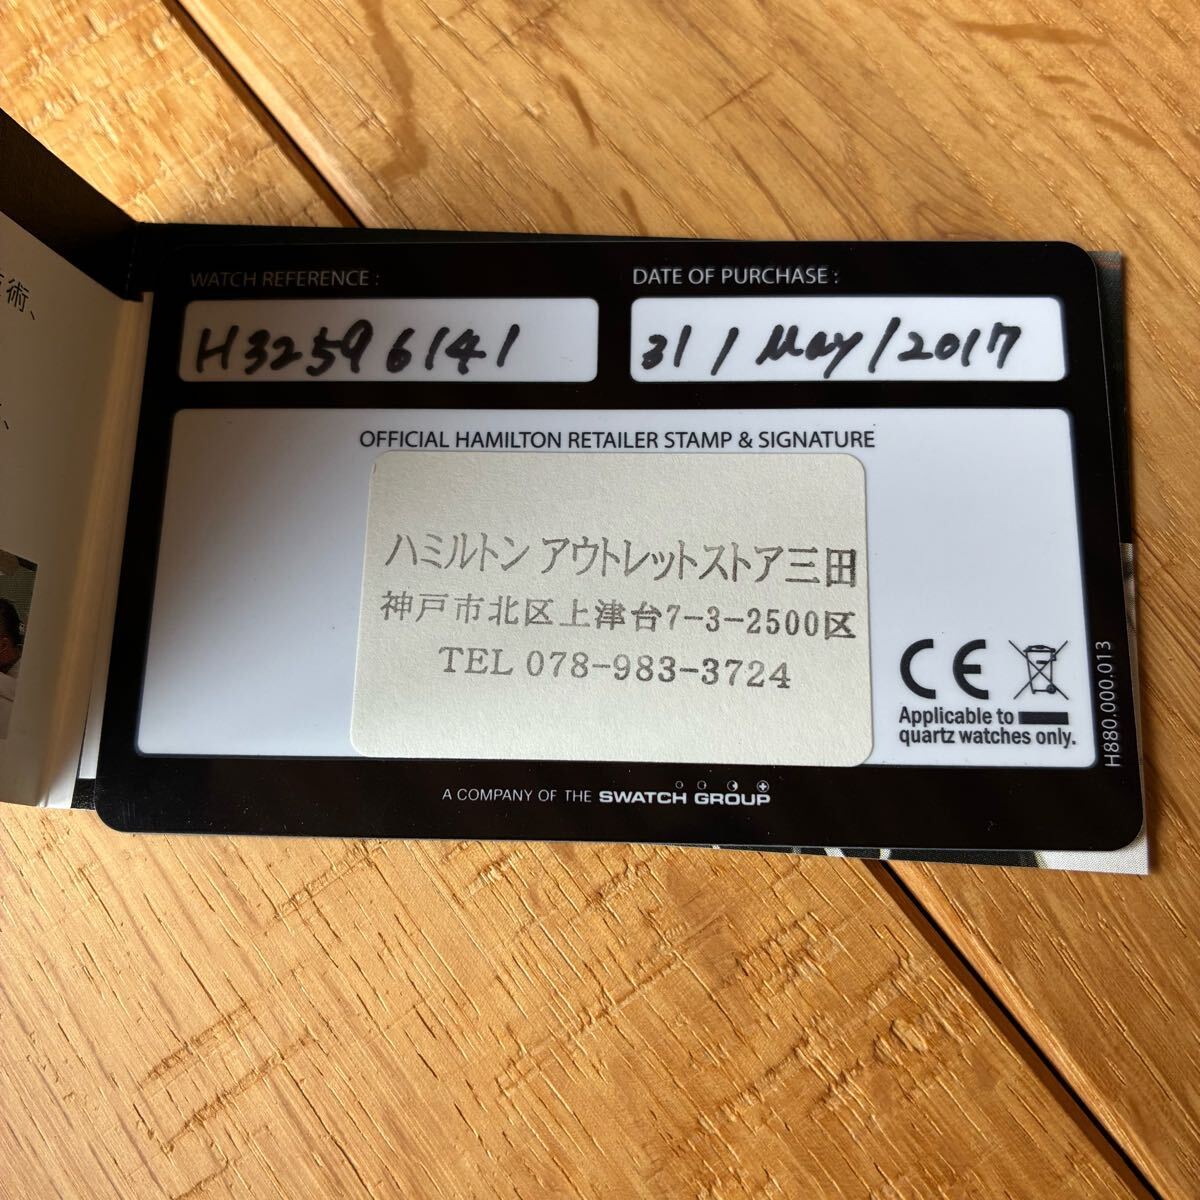 術、
、
WATCH REFERENCE :
H32596141
DATE OF PURCHASE :
31 / May / 2017
OFFICIAL HAMILTON RETAILER STAMP & SIGNATURE
ハミルトン アウトレットストア三田
神戸市北区上津台7-3-2500区
TEL 078-983-3724
CE
Applicable to
quartz watches only.
H880.000.013
A COMPANY OF THE SWATCH GROUP